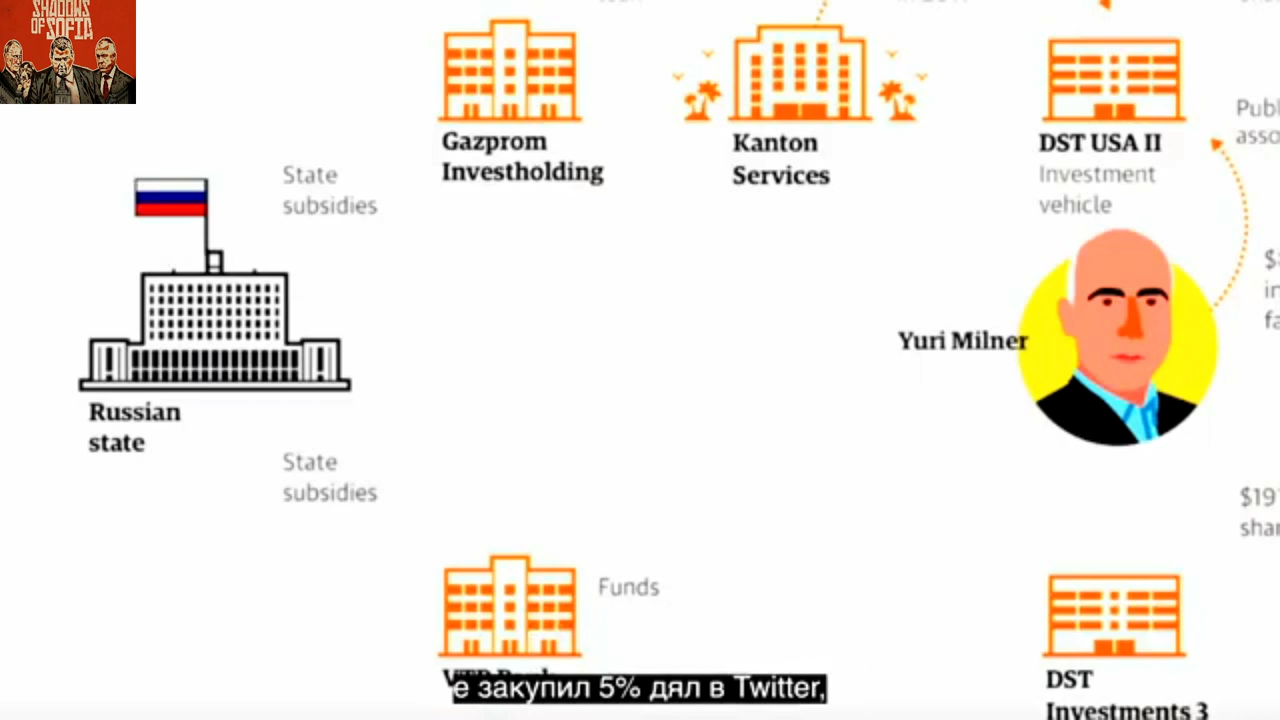 SHADOWS
OF SOFIA
Gazprom
Investholding
Kanton
Services
DST USA II
Investment
vehicle
State
subsidies
Yuri Milner
Russian
state
State
subsidies
Funds
DST
Investments 3
е закупил 5% дял в Twitter,